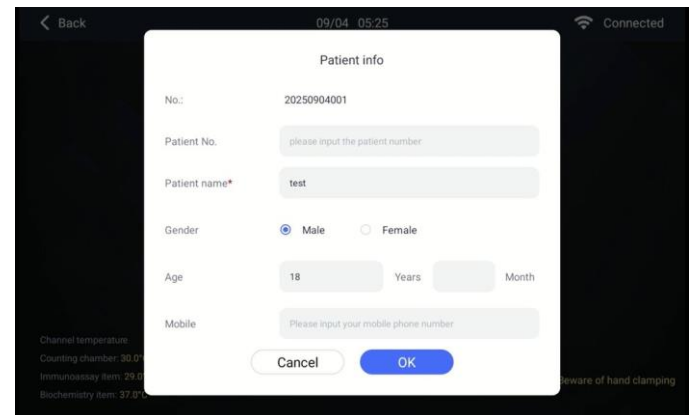 Back
09/04 05:25
Connected
Patient info
No.: 20250904001
Patient No. please input the patient number
Patient name* test
Gender Male Female
Age 18 Years Month
Mobile Please input your mobile phone number
Channel temperature
Counting chamber: 30.0°
Cancel OK
Immunoassay item: 29.0
Beware of hand clamping
Biochemistry item: 37.0°C